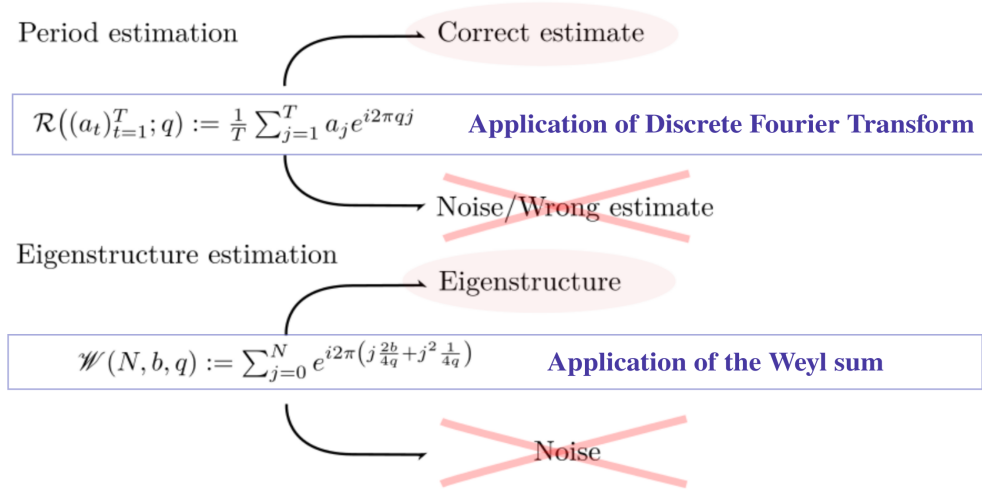 Period estimation
Correct estimate
$\mathcal{R}\big((a_t)_{t=1}^T; q\big) := \frac{1}{T} \sum_{j=1}^T a_j e^{i2\pi qj}$ Application of Discrete Fourier Transform
Noise/Wrong estimate
Eigenstructure estimation
Eigenstructure
$\mathscr{W}(N, b, q) := \sum_{j=0}^N e^{i2\pi\left(j\frac{2b}{4q} + j^2\frac{1}{4q}\right)}$ Application of the Weyl sum
Noise